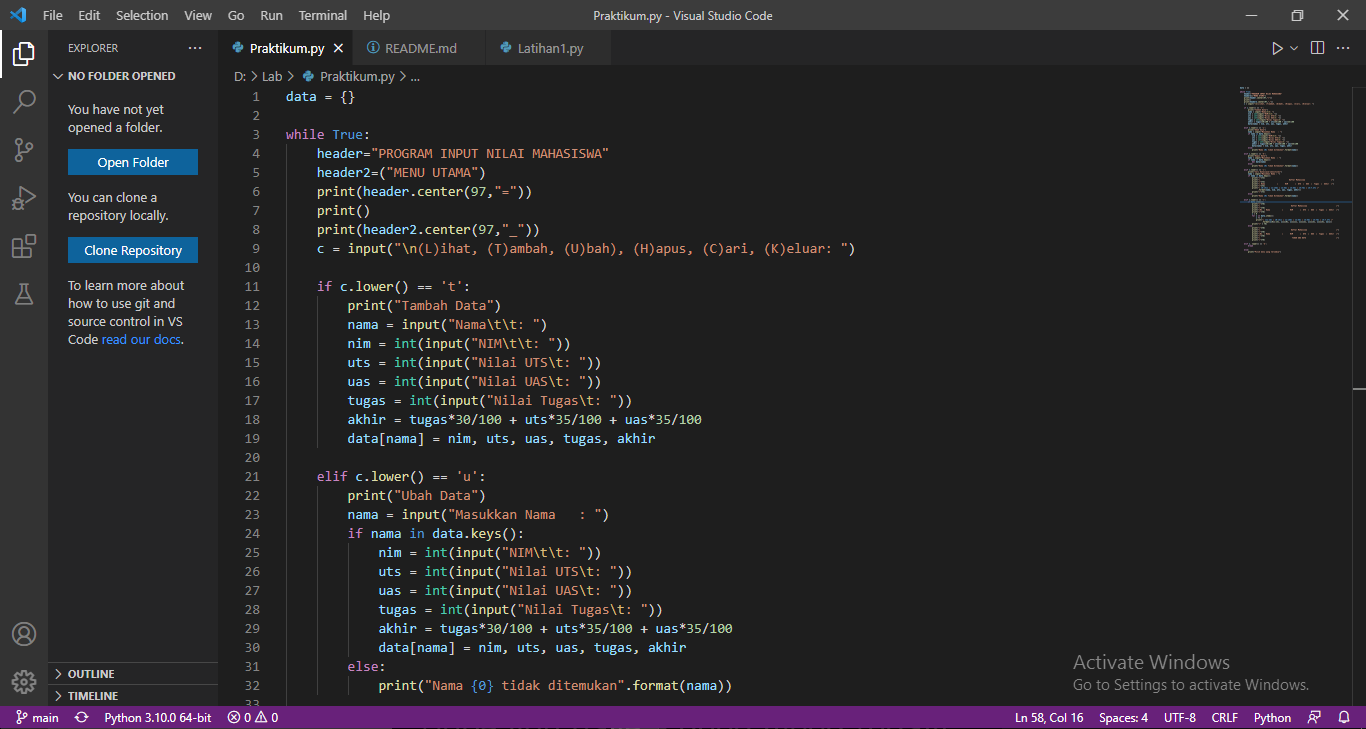 File Edit Selection View Go Run Terminal Help Praktikum.py - Visual Studio Code
EXPLORER ···
NO FOLDER OPENED
You have not yet
opened a folder.
Open Folder
You can clone a
repository locally.
Clone Repository
To learn more about
how to use git and
source control in VS
Code read our docs.
OUTLINE
TIMELINE
Praktikum.py README.md Latihan1.py
D: > Lab > Praktikum.py > ...
1 data = {}
2
3 while True:
4     header="PROGRAM INPUT NILAI MAHASISWA"
5     header2=("MENU UTAMA")
6     print(header.center(97,"="))
7     print()
8     print(header2.center(97,"_"))
9     c = input("\n(L)ihat, (T)ambah, (U)bah), (H)apus, (C)ari, (K)eluar: ")
10
11     if c.lower() == 't':
12         print("Tambah Data")
13         nama = input("Nama\t\t: ")
14         nim = int(input("NIM\t\t: "))
15         uts = int(input("Nilai UTS\t: "))
16         uas = int(input("Nilai UAS\t: "))
17         tugas = int(input("Nilai Tugas\t: "))
18         akhir = tugas*30/100 + uts*35/100 + uas*35/100
19         data[nama] = nim, uts, uas, tugas, akhir
20
21     elif c.lower() == 'u':
22         print("Ubah Data")
23         nama = input("Masukkan Nama   : ")
24         if nama in data.keys():
25             nim = int(input("NIM\t\t: "))
26             uts = int(input("Nilai UTS\t: "))
27             uas = int(input("Nilai UAS\t: "))
28             tugas = int(input("Nilai Tugas\t: "))
29             akhir = tugas*30/100 + uts*35/100 + uas*35/100
30             data[nama] = nim, uts, uas, tugas, akhir
31         else:
32             print("Nama {0} tidak ditemukan".format(nama))
33
Activate Windows
Go to Settings to activate Windows.
main Python 3.10.0 64-bit 0 0 Ln 58, Col 16 Spaces: 4 UTF-8 CRLF Python